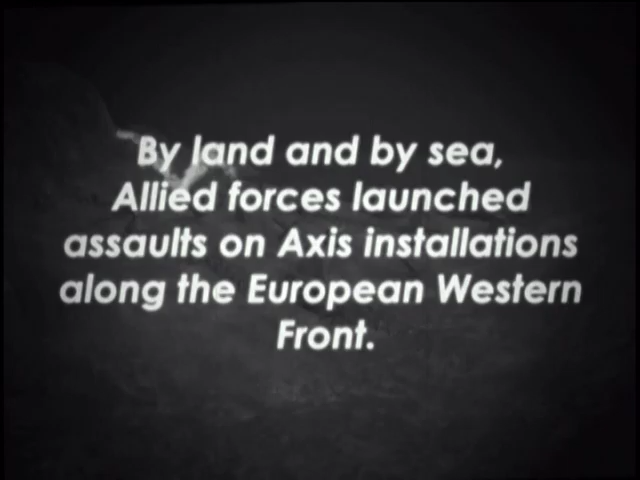 By land and by sea,
Allied forces launched
assaults on Axis installations
along the European Western
Front.